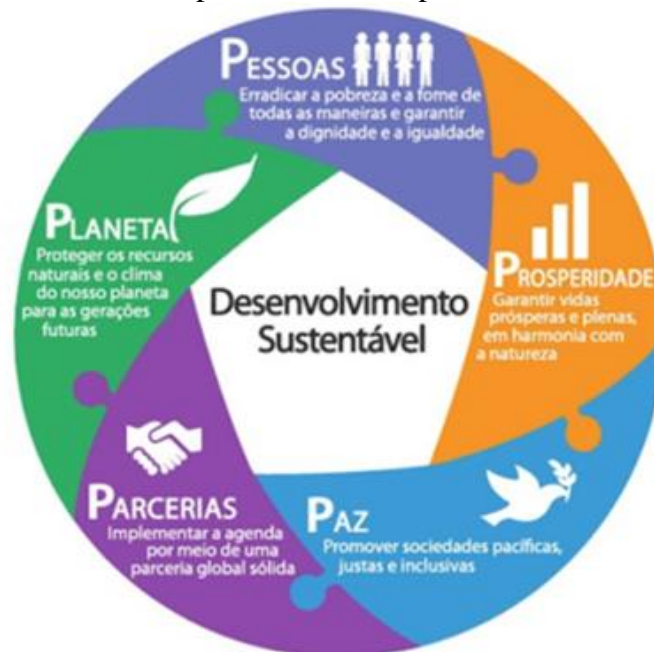 PESSOAS
Erradicar a pobreza e a fome de
todas as maneiras e garantir
a dignidade e a igualdade
PROSPERIDADE
Garantir vidas
prósperas e plenas,
em harmonia com
a natureza
PLANETA
Proteger os recursos
naturais e o clima
do nosso planeta
para as gerações
futuras
Desenvolvimento
Sustentável
PARCERIAS
Implementar a agenda
por meio de uma
parceria global sólida
PAZ
Promover sociedades pacíficas,
justas e inclusivas